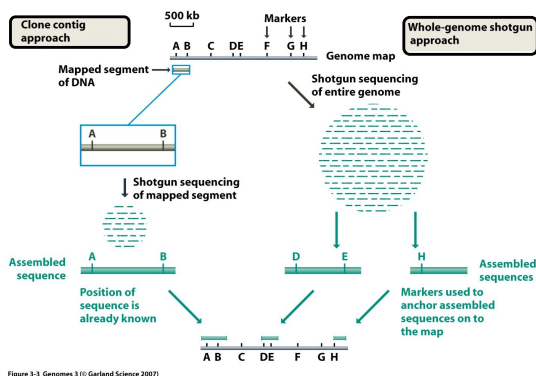 Clone contig
approach
500 kb
Markers
Whole-genome shotgun
approach
A B C DE F G H
Genome map
Mapped segment
of DNA
Shotgun sequencing
of entire genome
A B
Shotgun sequencing
of mapped segment
Assembled
sequence
A B
D E
H
Assembled
sequences
Position of
sequence is
already known
Markers used to
anchor assembled
sequences on to
the map
A B C DE F G H
Figure 3-3 Genomes 3 (© Garland Science 2007)